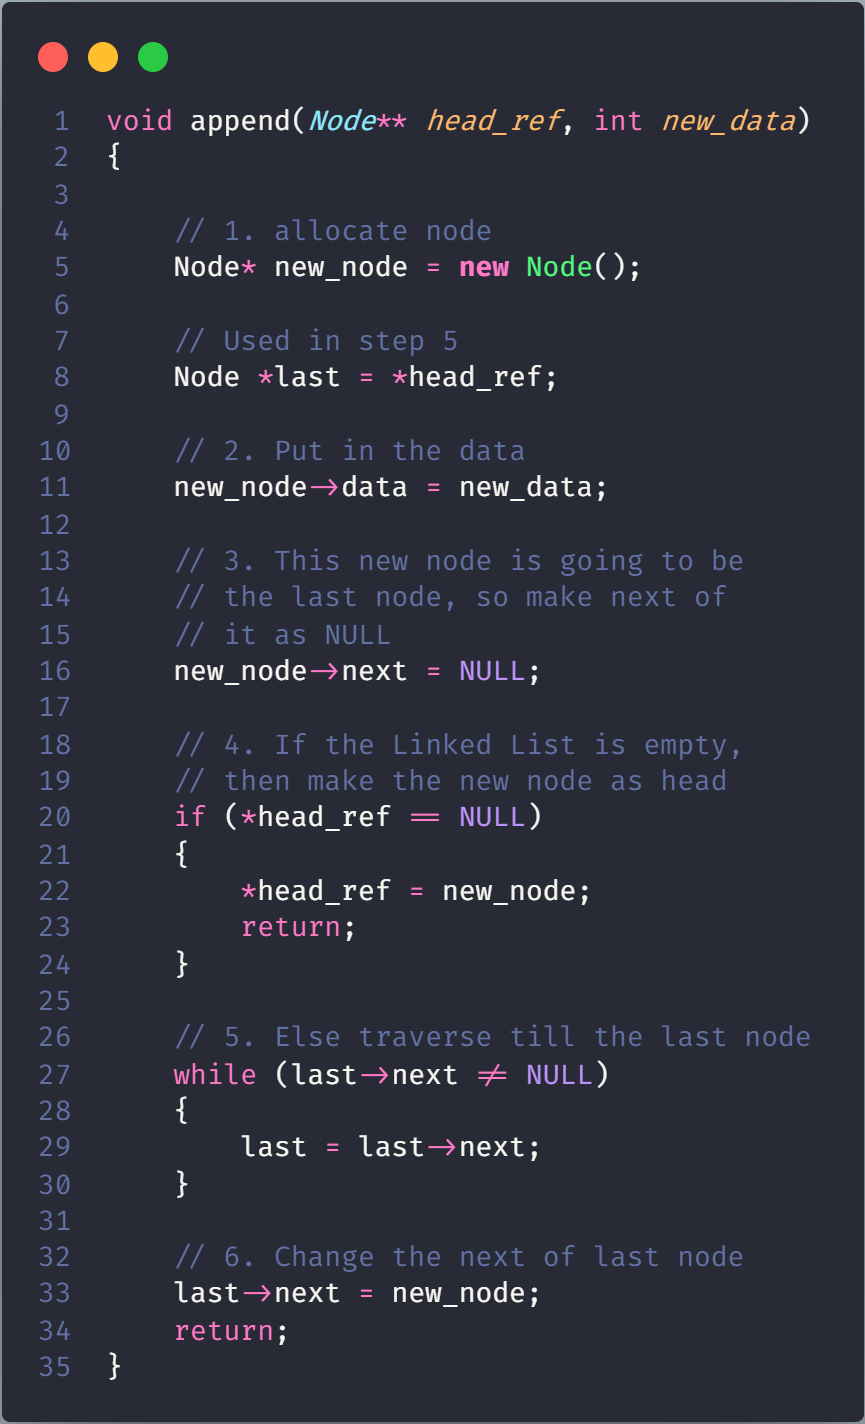 1 void append(Node** head_ref, int new_data)
2 {
3
4     // 1. allocate node
5     Node* new_node = new Node();
6
7     // Used in step 5
8     Node *last = *head_ref;
9
10     // 2. Put in the data
11     new_node->data = new_data;
12
13     // 3. This new node is going to be
14     // the last node, so make next of
15     // it as NULL
16     new_node->next = NULL;
17
18     // 4. If the Linked List is empty,
19     // then make the new node as head
20     if (*head_ref == NULL)
21     {
22         *head_ref = new_node;
23         return;
24     }
25
26     // 5. Else traverse till the last node
27     while (last->next != NULL)
28     {
29         last = last->next;
30     }
31
32     // 6. Change the next of last node
33     last->next = new_node;
34     return;
35 }